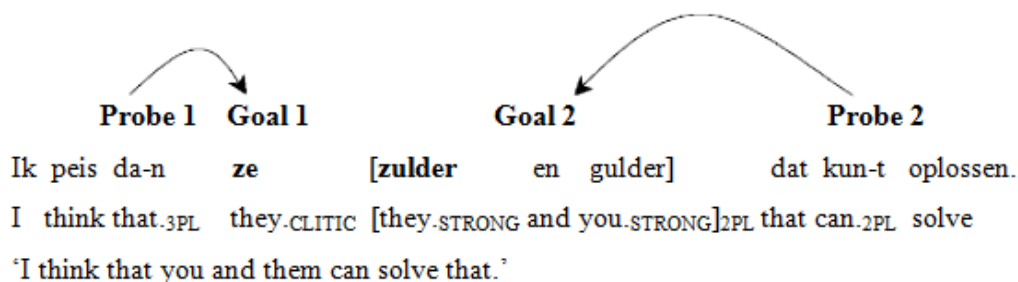 Probe 1 Goal 1 Goal 2 Probe 2
Ik peis da-n ze [zulder en gulder] dat kun-t oplossen.
I think that.3PL they.CLITIC [they.STRONG and you.STRONG]2PL that can.2PL solve
‘I think that you and them can solve that.’